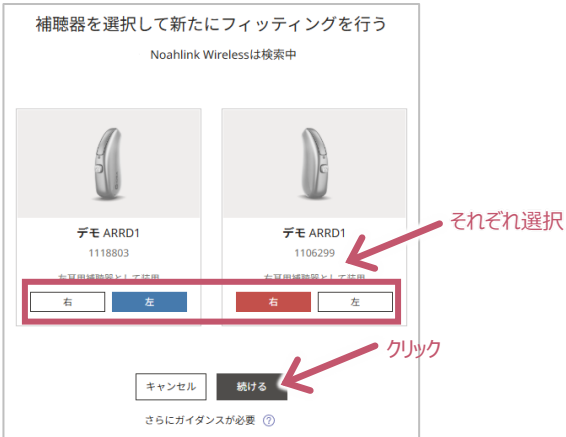 補聴器を選択して新たにフィッティングを行う
Noahlink Wirelessは検索中
デモ ARRD1
1118803
右 左
デモ ARRD1
1106299
右 左
それぞれ選択
クリック
キャンセル 続ける
さらにガイダンスが必要 ?